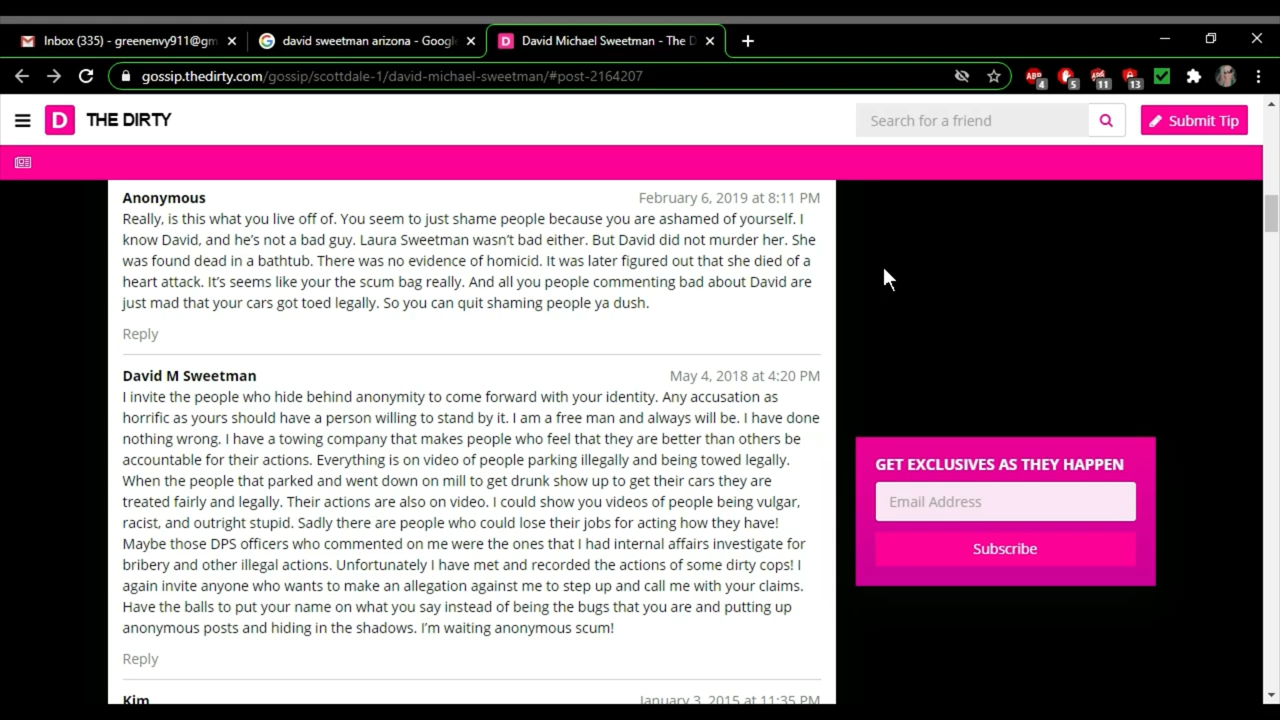 Inbox (335) - greenenvy911@gm
david sweetman arizona - Google
David Michael Sweetman - The D
gossip.thedirty.com/gossip/scottdale-1/david-michael-sweetman/#post-2164207
4
5
11
13
D THE DIRTY
Search for a friend
Submit Tip
Anonymous February 6, 2019 at 8:11 PM
Really, is this what you live off of. You seem to just shame people because you are ashamed of yourself. I
know David, and he's not a bad guy. Laura Sweetman wasn't bad either. But David did not murder her. She
was found dead in a bathtub. There was no evidence of homicid. It was later figured out that she died of a
heart attack. It's seems like your the scum bag really. And all you people commenting bad about David are
just mad that your cars got toed legally. So you can quit shaming people ya dush.
Reply
David M Sweetman May 4, 2018 at 4:20 PM
I invite the people who hide behind anonymity to come forward with your identity. Any accusation as
horrific as yours should have a person willing to stand by it. I am a free man and always will be. I have done
nothing wrong. I have a towing company that makes people who feel that they are better than others be
accountable for their actions. Everything is on video of people parking illegally and being towed legally.
When the people that parked and went down on mill to get drunk show up to get their cars they are
treated fairly and legally. Their actions are also on video. I could show you videos of people being vulgar,
racist, and outright stupid. Sadly there are people who could lose their jobs for acting how they have!
Maybe those DPS officers who commented on me were the ones that I had internal affairs investigate for
bribery and other illegal actions. Unfortunately I have met and recorded the actions of some dirty cops! I
again invite anyone who wants to make an allegation against me to step up and call me with your claims.
Have the balls to put your name on what you say instead of being the bugs that you are and putting up
anonymous posts and hiding in the shadows. I'm waiting anonymous scum!
Reply
Kim January 3, 2015 at 11:35 PM
GET EXCLUSIVES AS THEY HAPPEN
Email Address
Subscribe